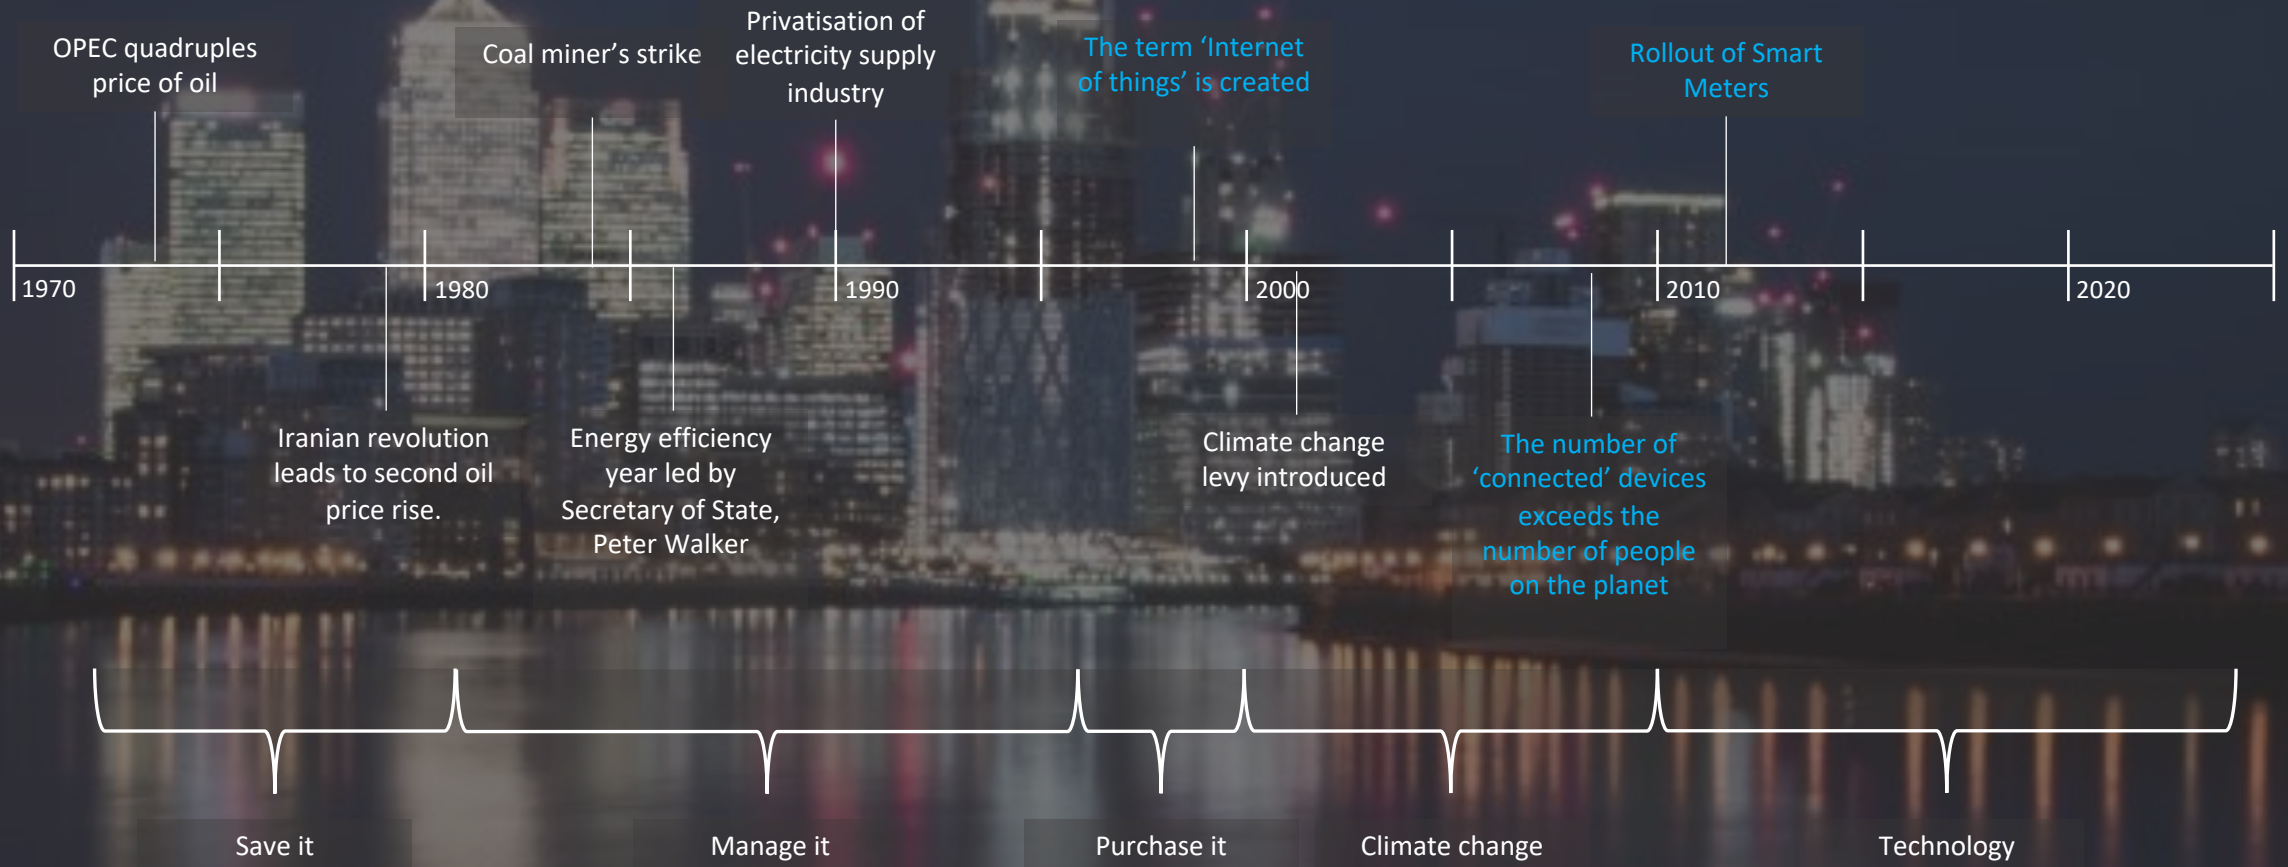 OPEC quadruples
price of oil
Coal miner’s strike
Privatisation of
electricity supply
industry
The term ‘Internet
of things’ is created
Rollout of Smart
Meters
1970
1980
1990
2000
2010
2020
Iranian revolution
leads to second oil
price rise.
Energy efficiency
year led by
Secretary of State,
Peter Walker
Climate change
levy introduced
The number of
‘connected’ devices
exceeds the
number of people
on the planet
Save it
Manage it
Purchase it
Climate change
Technology